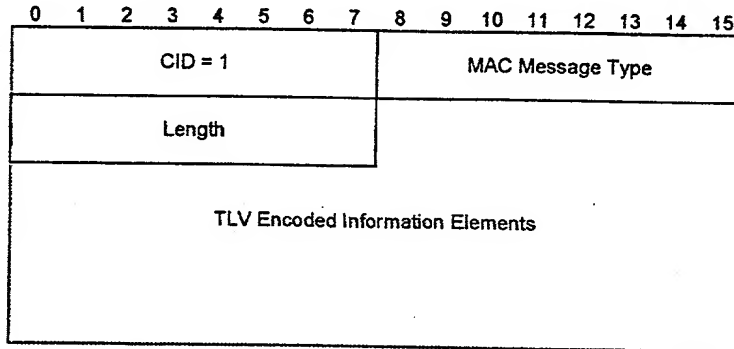 0 1 2 3 4 5 6 7 8 9 10 11 12 13 14 15
CID = 1 MAC Message Type
Length
TLV Encoded Information Elements